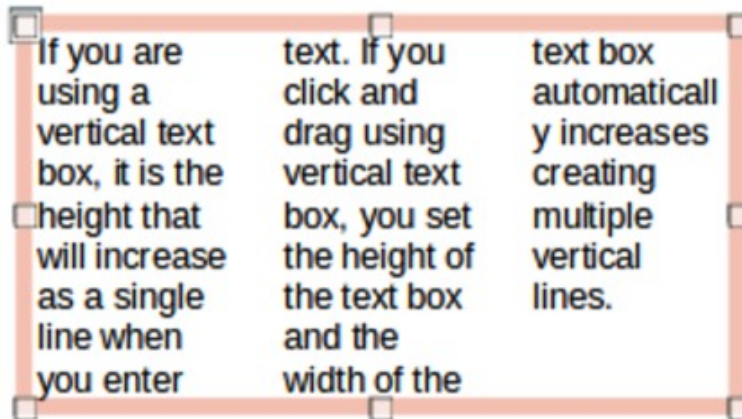 If you are
using a
vertical text
box, it is the
height that
will increase
as a single
line when
you enter
text. If you
click and
drag using
vertical text
box, you set
the height of
the text box
and the
width of the
text box
automaticall
y increases
creating
multiple
vertical
lines.